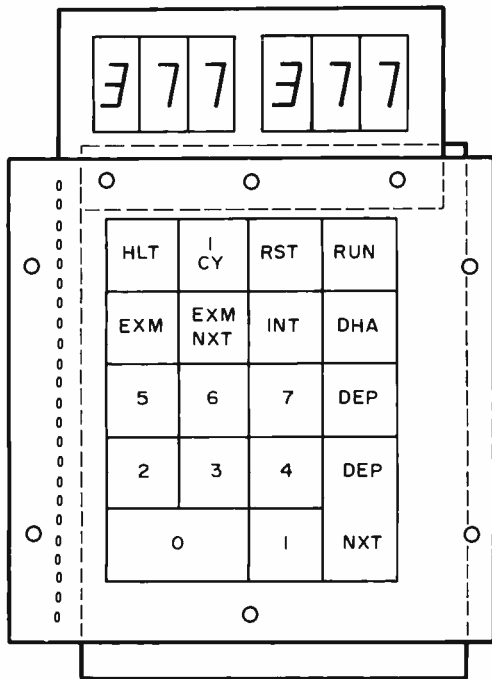 377 377
HLT 1 CY RST RUN
EXM EXM NXT INT DHA
5 6 7 DEP
2 3 4 DEP
0 1 NXT